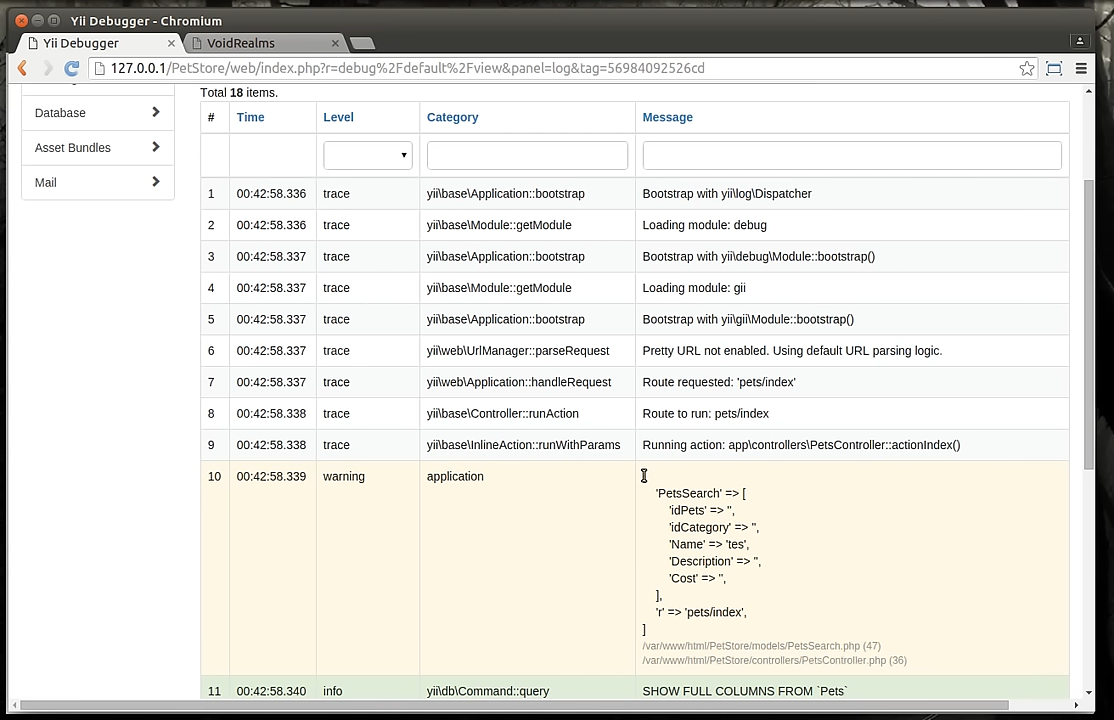 Yii Debugger - Chromium
Yii Debugger
VoidRealms
127.0.0.1/PetStore/web/index.php?r=debug%2Fdefault%2Fview&panel=log&tag=56984092526cd
Database
Asset Bundles
Mail
Total 18 items.
# Time Level Category Message
1 00:42:58.336 trace yii\base\Application::bootstrap Bootstrap with yii\log\Dispatcher
2 00:42:58.336 trace yii\base\Module::getModule Loading module: debug
3 00:42:58.337 trace yii\base\Application::bootstrap Bootstrap with yii\debug\Module::bootstrap()
4 00:42:58.337 trace yii\base\Module::getModule Loading module: gii
5 00:42:58.337 trace yii\base\Application::bootstrap Bootstrap with yii\gii\Module::bootstrap()
6 00:42:58.337 trace yii\web\UrlManager::parseRequest Pretty URL not enabled. Using default URL parsing logic.
7 00:42:58.337 trace yii\web\Application::handleRequest Route requested: 'pets/index'
8 00:42:58.338 trace yii\base\Controller::runAction Route to run: pets/index
9 00:42:58.338 trace yii\base\InlineAction::runWithParams Running action: app\controllers\PetsController::actionIndex()
10 00:42:58.339 warning application
'PetsSearch' => [
'idPets' => '',
'idCategory' => '',
'Name' => 'tes',
'Description' => '',
'Cost' => '',
],
'r' => 'pets/index',
]
/var/www/html/PetStore/models/PetsSearch.php (47)
/var/www/html/PetStore/controllers/PetsController.php (36)
11 00:42:58.340 info yii\db\Command::query SHOW FULL COLUMNS FROM `Pets`